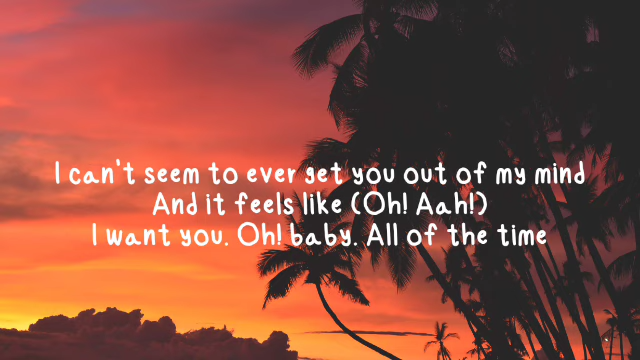 I can't seem to ever get you out of my mind
And it feels like (Oh! Aah!)
I want you. Oh! baby. All of the time